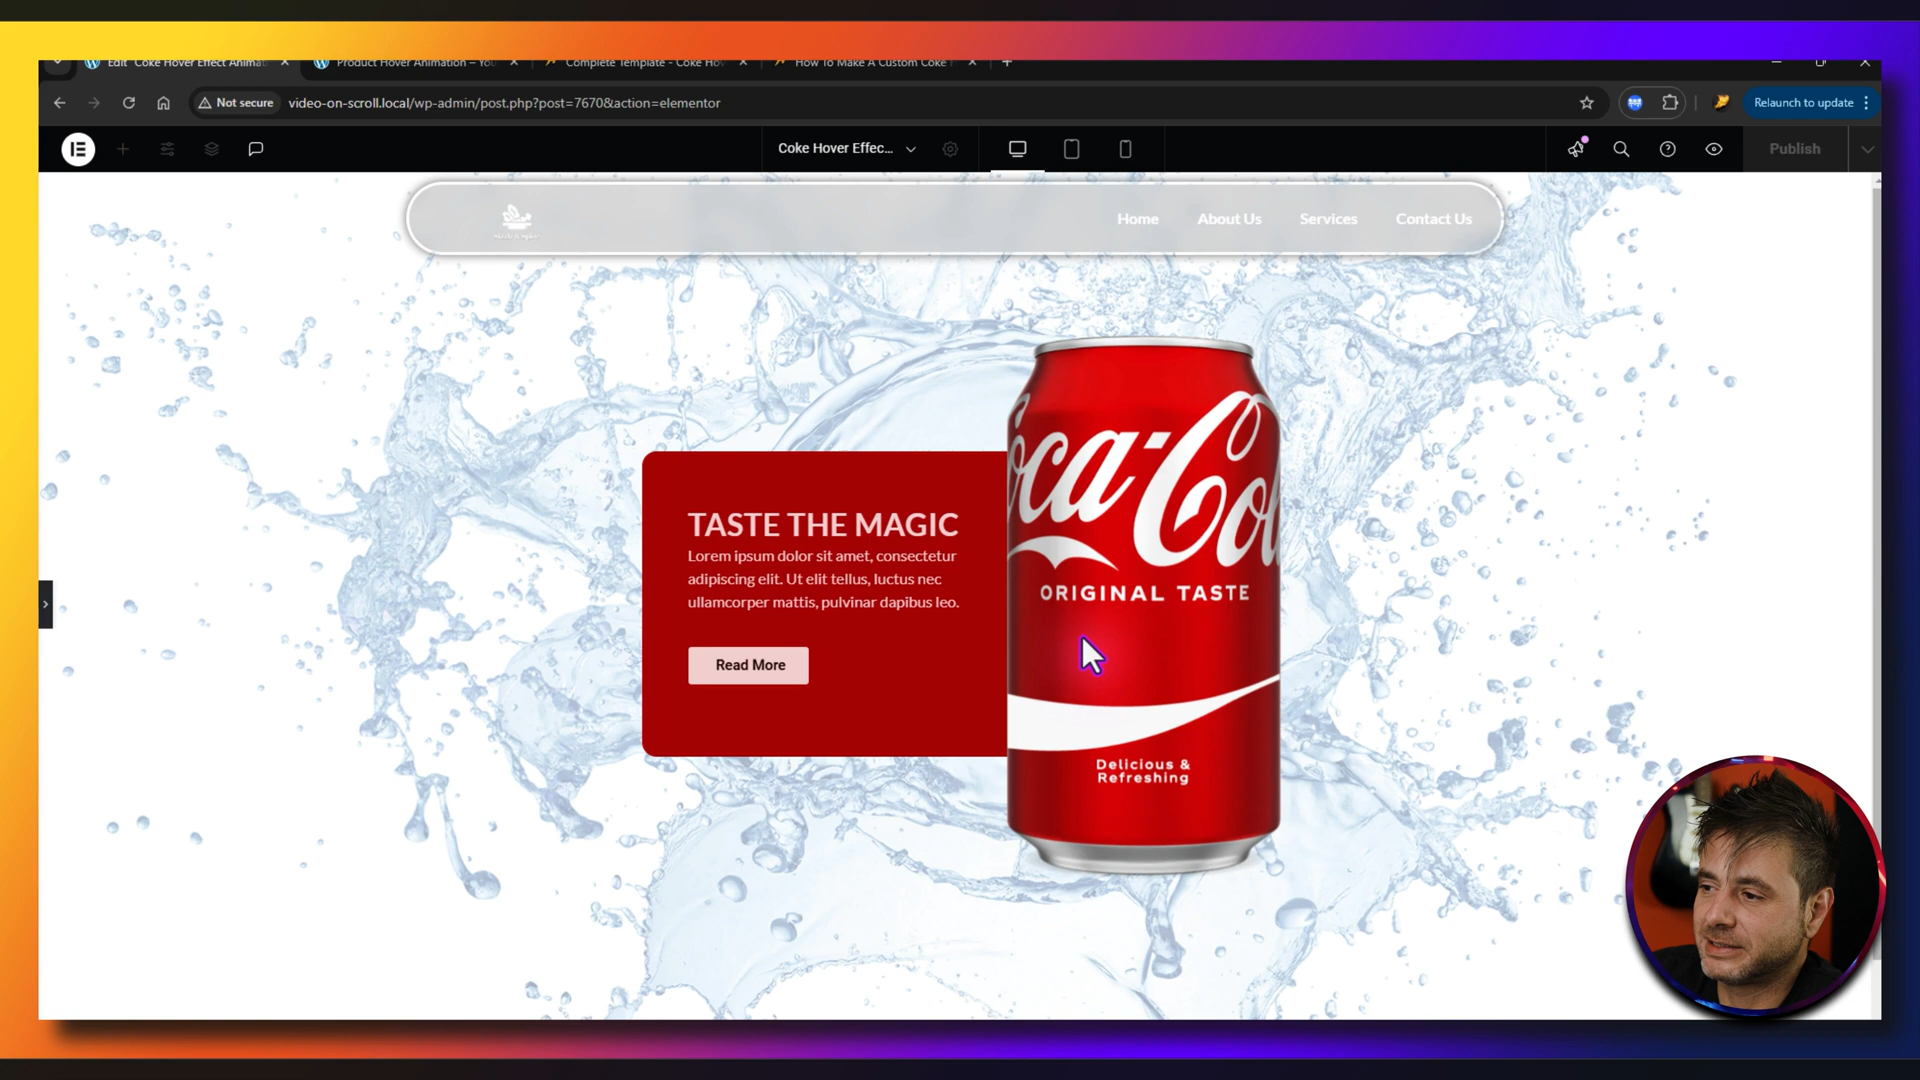 Edit "Coke Hover Effect Animat
Product Hover Animation – You
Complete Template - Coke Hov
How To Make A Custom Coke
Not secure
video-on-scroll.local/wp-admin/post.php?post=7670&action=elementor
Relaunch to update
Coke Hover Effec...
Publish
Home
About Us
Services
Contact Us
TASTE THE MAGIC
Lorem ipsum dolor sit amet, consectetur
adipiscing elit. Ut elit tellus, luctus nec
ullamcorper mattis, pulvinar dapibus leo.
Read More
oca-Col
ORIGINAL TASTE
Delicious &
Refreshing